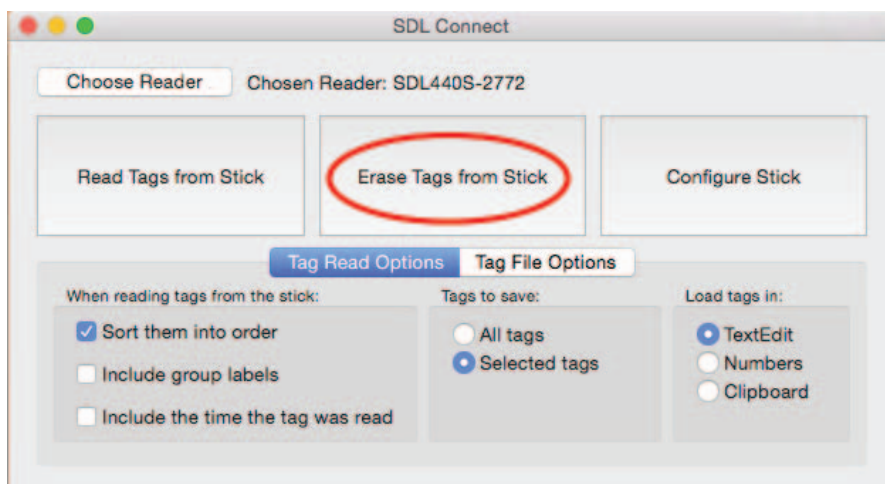 SDL Connect
Choose Reader Chosen Reader: SDL440S-2772
Read Tags from Stick Erase Tags from Stick Configure Stick
Tag Read Options Tag File Options
When reading tags from the stick: Tags to save: Load tags in:
Sort them into order All tags TextEdit
Include group labels Selected tags Numbers
Include the time the tag was read Clipboard